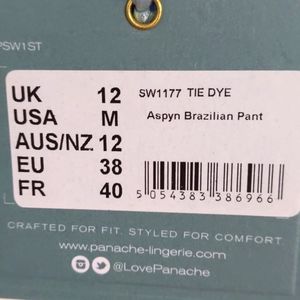 PSW1ST
UK 12
USA M
AUS/NZ. 12
EU 38
FR 40
SW1177 TIE DYE
Aspyn Brazilian Pant
5 054383 386966
CRAFTED FOR FIT. STYLED FOR COMFORT.
www.panache-lingerie.com
@LovePanache